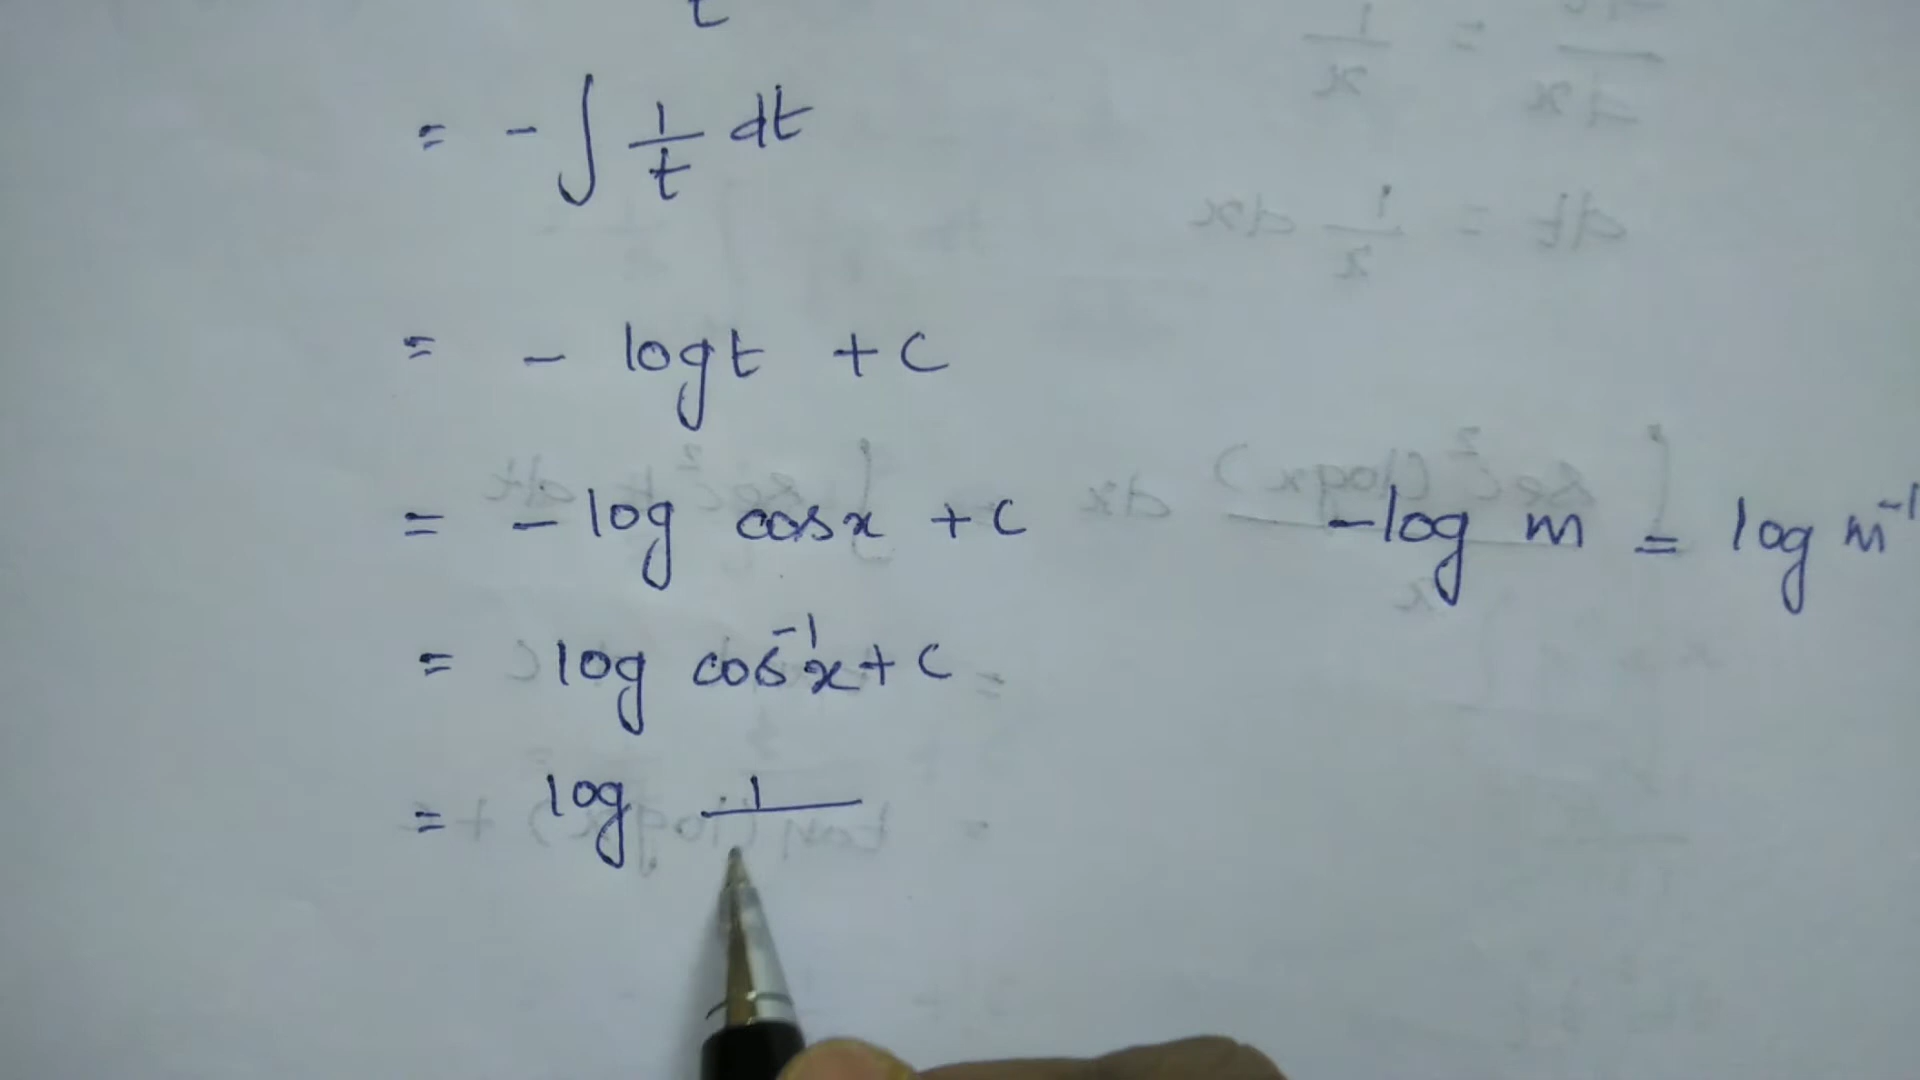 t
= - ∫ 1/t dt
= - log t + c
= - log cos x + c    - log m = log m⁻¹
= log cos⁻¹x + c
= log 1/